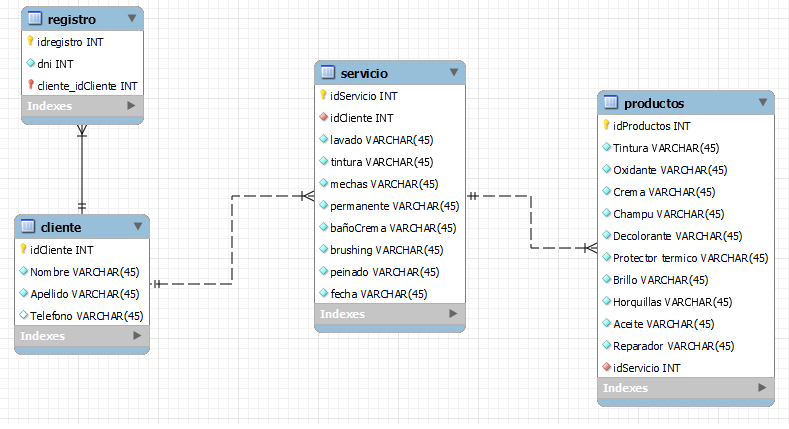 registro
idregistro INT
dni INT
cliente_idCliente INT
Indexes
cliente
idCliente INT
Nombre VARCHAR(45)
Apellido VARCHAR(45)
Telefono VARCHAR(45)
Indexes
servicio
idServicio INT
idCliente INT
lavado VARCHAR(45)
tintura VARCHAR(45)
mechas VARCHAR(45)
permanente VARCHAR(45)
bañoCrema VARCHAR(45)
brushing VARCHAR(45)
peinado VARCHAR(45)
fecha VARCHAR(45)
Indexes
productos
idProductos INT
Tintura VARCHAR(45)
Oxidante VARCHAR(45)
Crema VARCHAR(45)
Champu VARCHAR(45)
Decolorante VARCHAR(45)
Protector termico VARCHAR(45)
Brillo VARCHAR(45)
Horquillas VARCHAR(45)
Aceite VARCHAR(45)
Reparador VARCHAR(45)
idServicio INT
Indexes